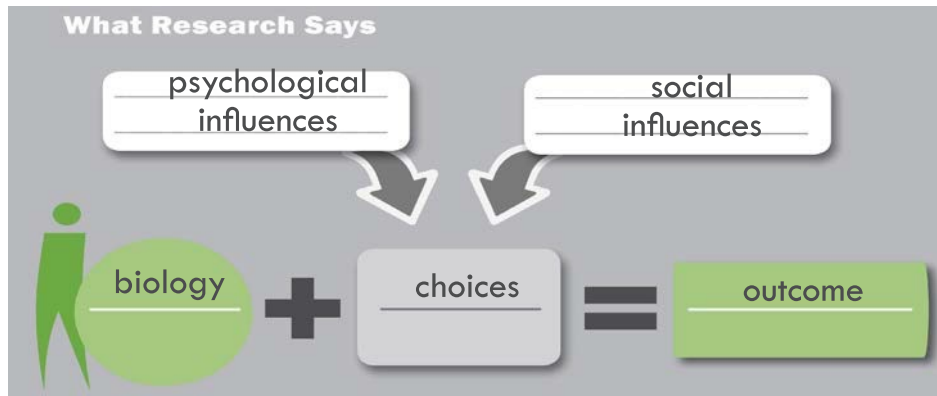 What Research Says
psychological
influences
social
influences
biology
+
choices
=
outcome